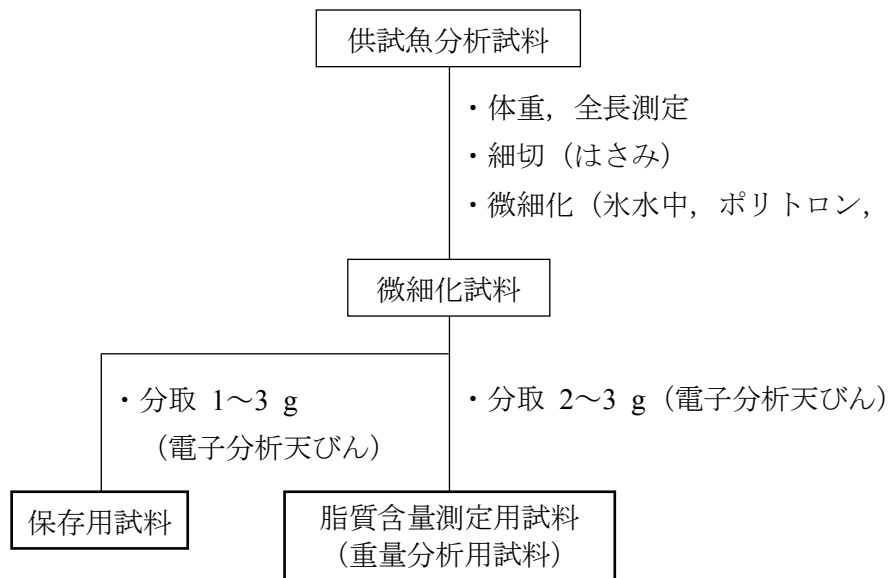 供試魚分析試料
・体重，全長測定
・細切（はさみ）
・微細化（氷水中，ポリトロン，
微細化試料
・分取 1～3 g
（電子分析天びん）
・分取 2～3 g（電子分析天びん）
保存用試料
脂質含量測定用試料
（重量分析用試料）